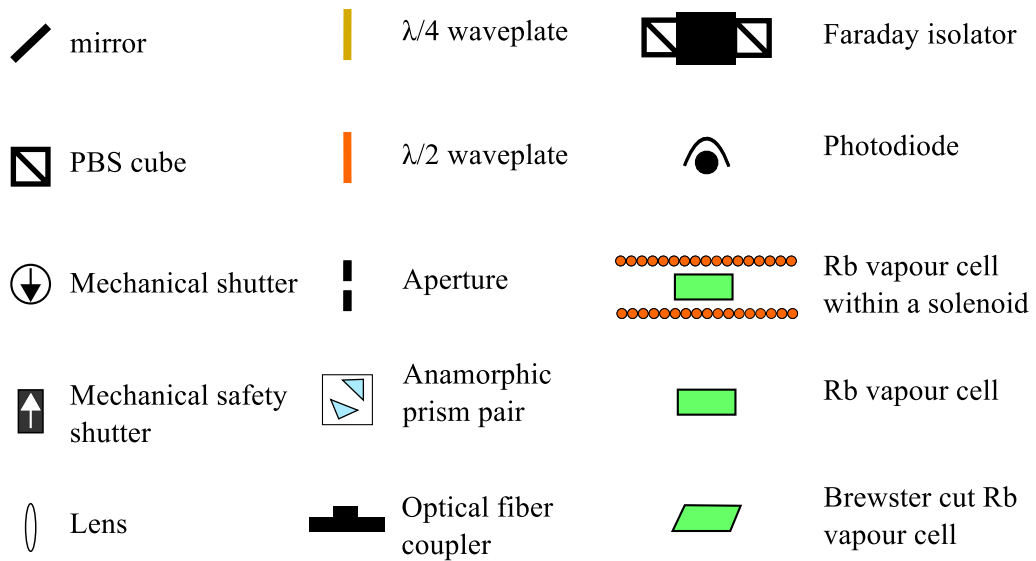 mirror
λ/4 waveplate
Faraday isolator
PBS cube
λ/2 waveplate
Photodiode
Mechanical shutter
Aperture
Rb vapour cell
within a solenoid
Mechanical safety
shutter
Anamorphic
prism pair
Rb vapour cell
Lens
Optical fiber
coupler
Brewster cut Rb
vapour cell